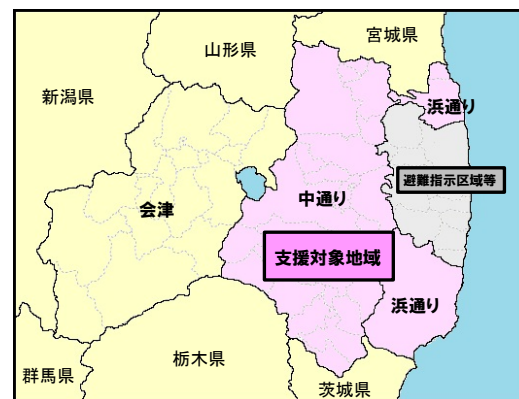 宮城県
山形県
新潟県
浜通り
避難指示区域等
中通り
会津
支援対象地域
浜通り
栃木県
群馬県
茨城県